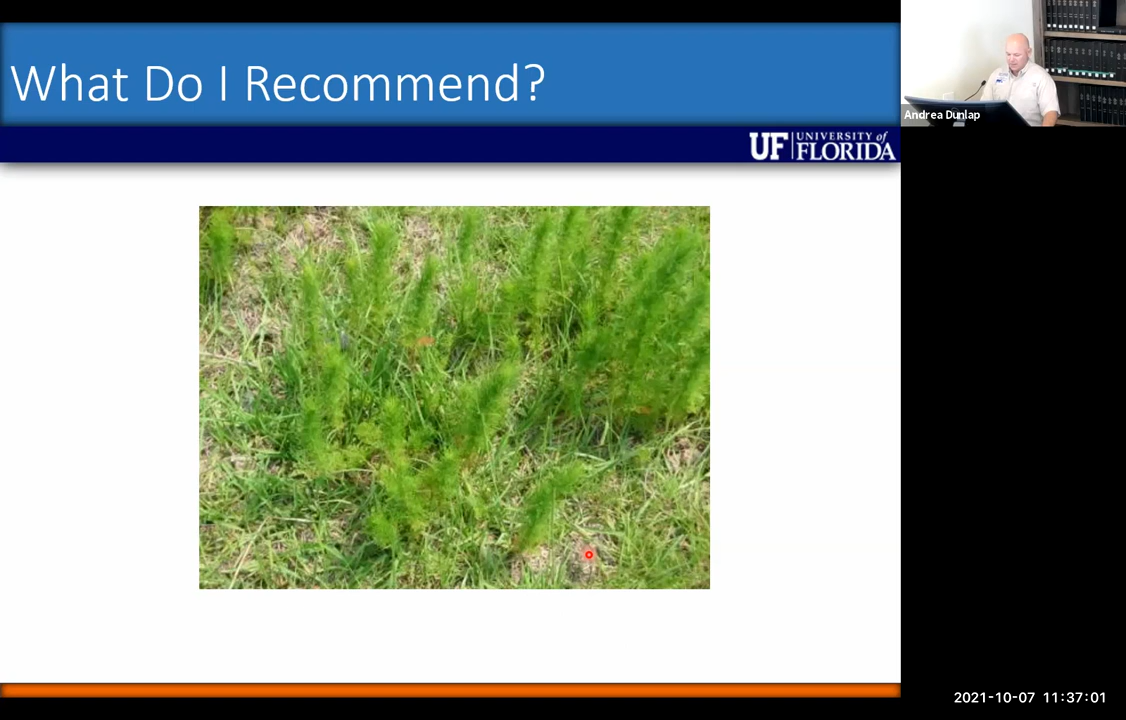 What Do I Recommend?
UF UNIVERSITY of
FLORIDA
Andrea Dunlap
2021-10-07 11:37:01